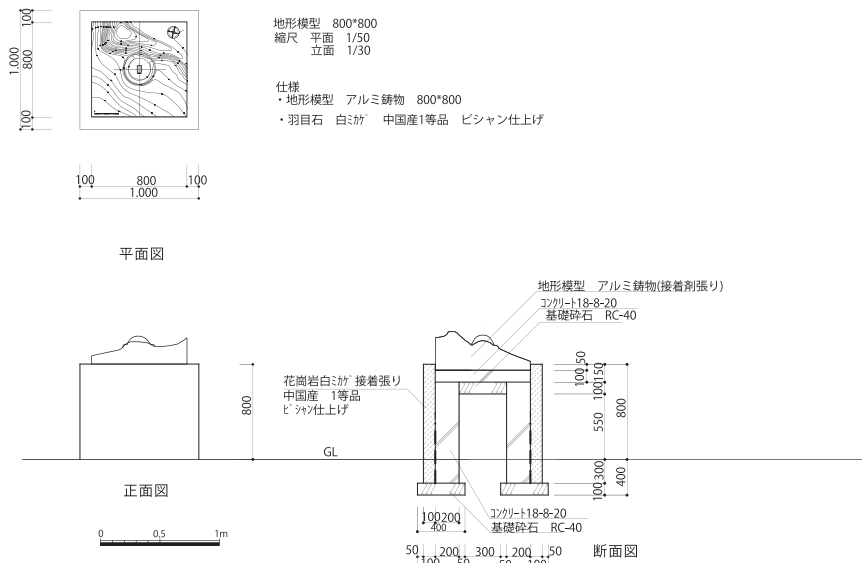 地形模型 800*800
縮尺 平面 1/50
立面 1/30
仕様
・地形模型 アルミ鋳物 800*800
・羽目石 白ミカゲ 中国産1等品 ビシャン仕上げ
100
800
100
1.000
100 800 100
1.000
平面図
地形模型 アルミ鋳物(接着剤張り)
コンクリート18-8-20
基礎砕石 RC-40
花崗岩白ミカゲ接着張り
中国産 1等品
ビシャン仕上げ
800
GL
50
100
150
100
550
800
300
100
400
正面図
0 0.5 1m
100 200
400
コンクリート18-8-20
基礎砕石 RC-40
50 200 300 200 50
100 50 50 100
断面図